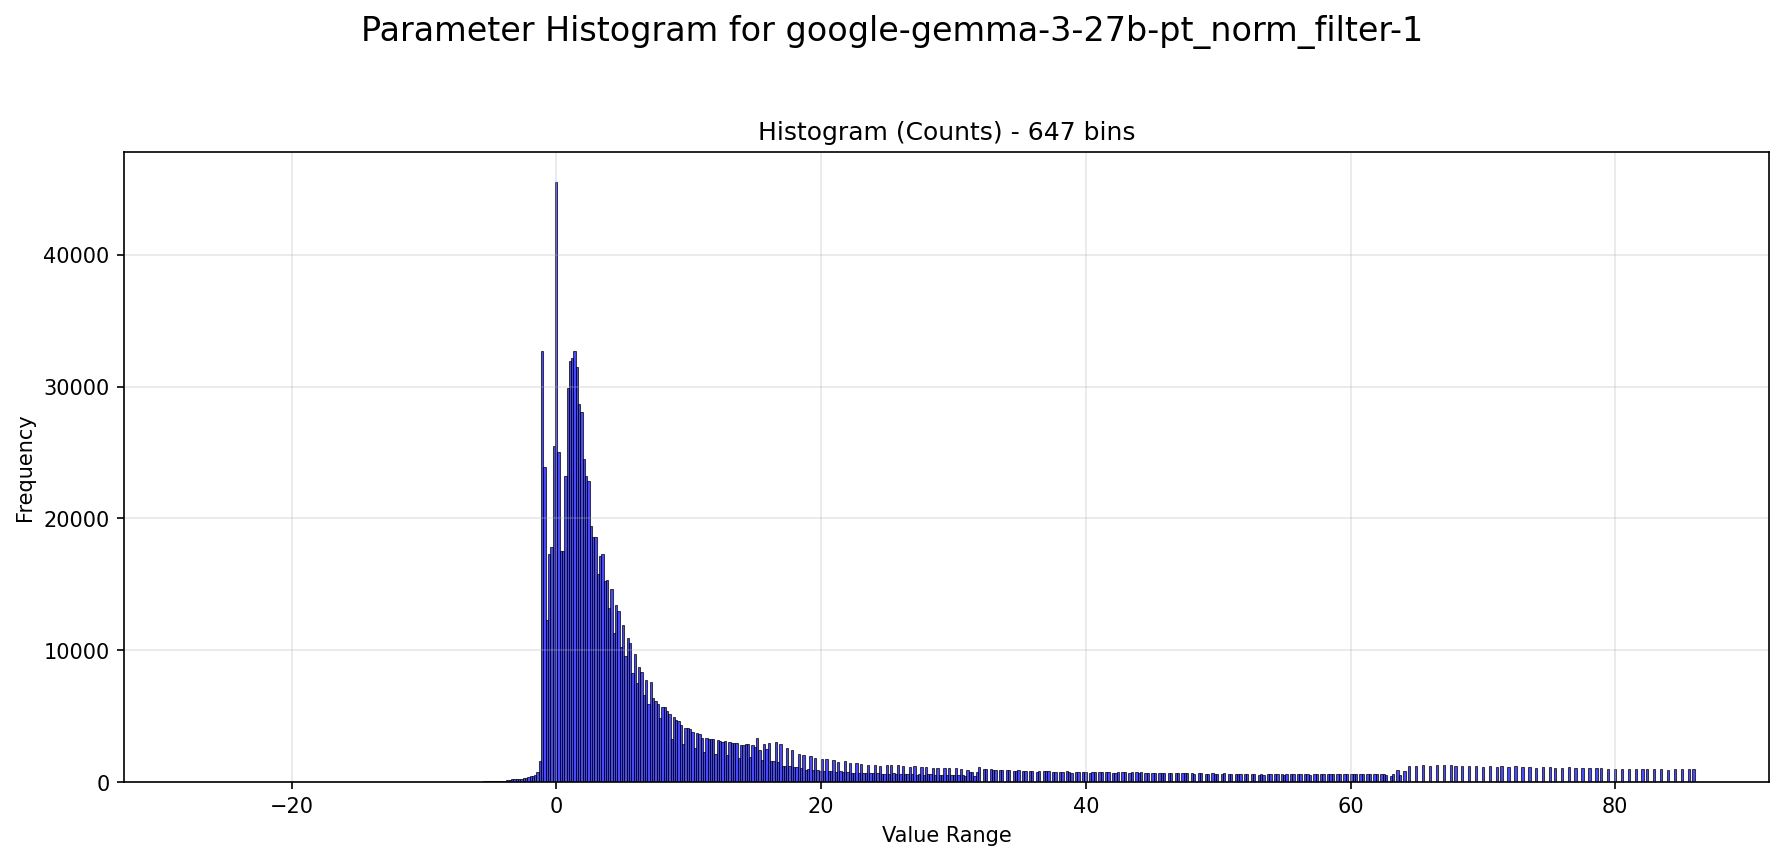 Parameter Histogram for google-gemma-3-27b-pt_norm_filter-1
Histogram (Counts) - 647 bins
Frequency
40000
30000
20000
10000
0
−20
0
20
40
60
80
Value Range